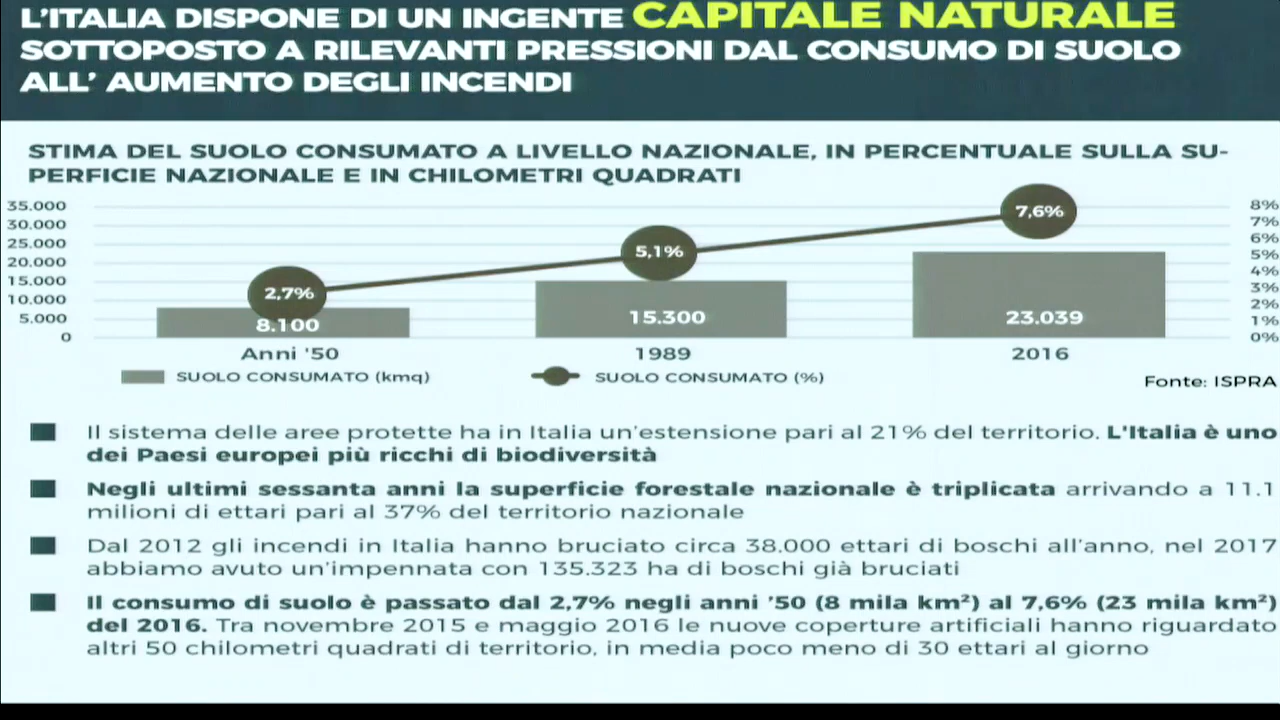 L'ITALIA DISPONE DI UN INGENTE CAPITALE NATURALE
SOTTOPOSTO A RILEVANTI PRESSIONI DAL CONSUMO DI SUOLO
ALL' AUMENTO DEGLI INCENDI
STIMA DEL SUOLO CONSUMATO A LIVELLO NAZIONALE, IN PERCENTUALE SULLA SU-
PERFICIE NAZIONALE E IN CHILOMETRI QUADRATI
35.000
30.000
25.000
20.000
15.000
10.000
5.000
0
2,7%
5,1%
7,6%
8.100
15.300
23.039
8%
7%
6%
5%
4%
3%
2%
1%
0%
Anni '50
1989
2016
SUOLO CONSUMATO (kmq)
SUOLO CONSUMATO (%)
Fonte: ISPRA
Il sistema delle aree protette ha in Italia un'estensione pari al 21% del territorio. L'Italia è uno
dei Paesi europei più ricchi di biodiversità
Negli ultimi sessanta anni la superficie forestale nazionale è triplicata arrivando a 11.1
milioni di ettari pari al 37% del territorio nazionale
Dal 2012 gli incendi in Italia hanno bruciato circa 38.000 ettari di boschi all'anno, nel 2017
abbiamo avuto un'impennata con 135.323 ha di boschi già bruciati
Il consumo di suolo è passato dal 2,7% negli anni '50 (8 mila km²) al 7,6% (23 mila km²)
del 2016. Tra novembre 2015 e maggio 2016 le nuove coperture artificiali hanno riguardato
altri 50 chilometri quadrati di territorio, in media poco meno di 30 ettari al giorno